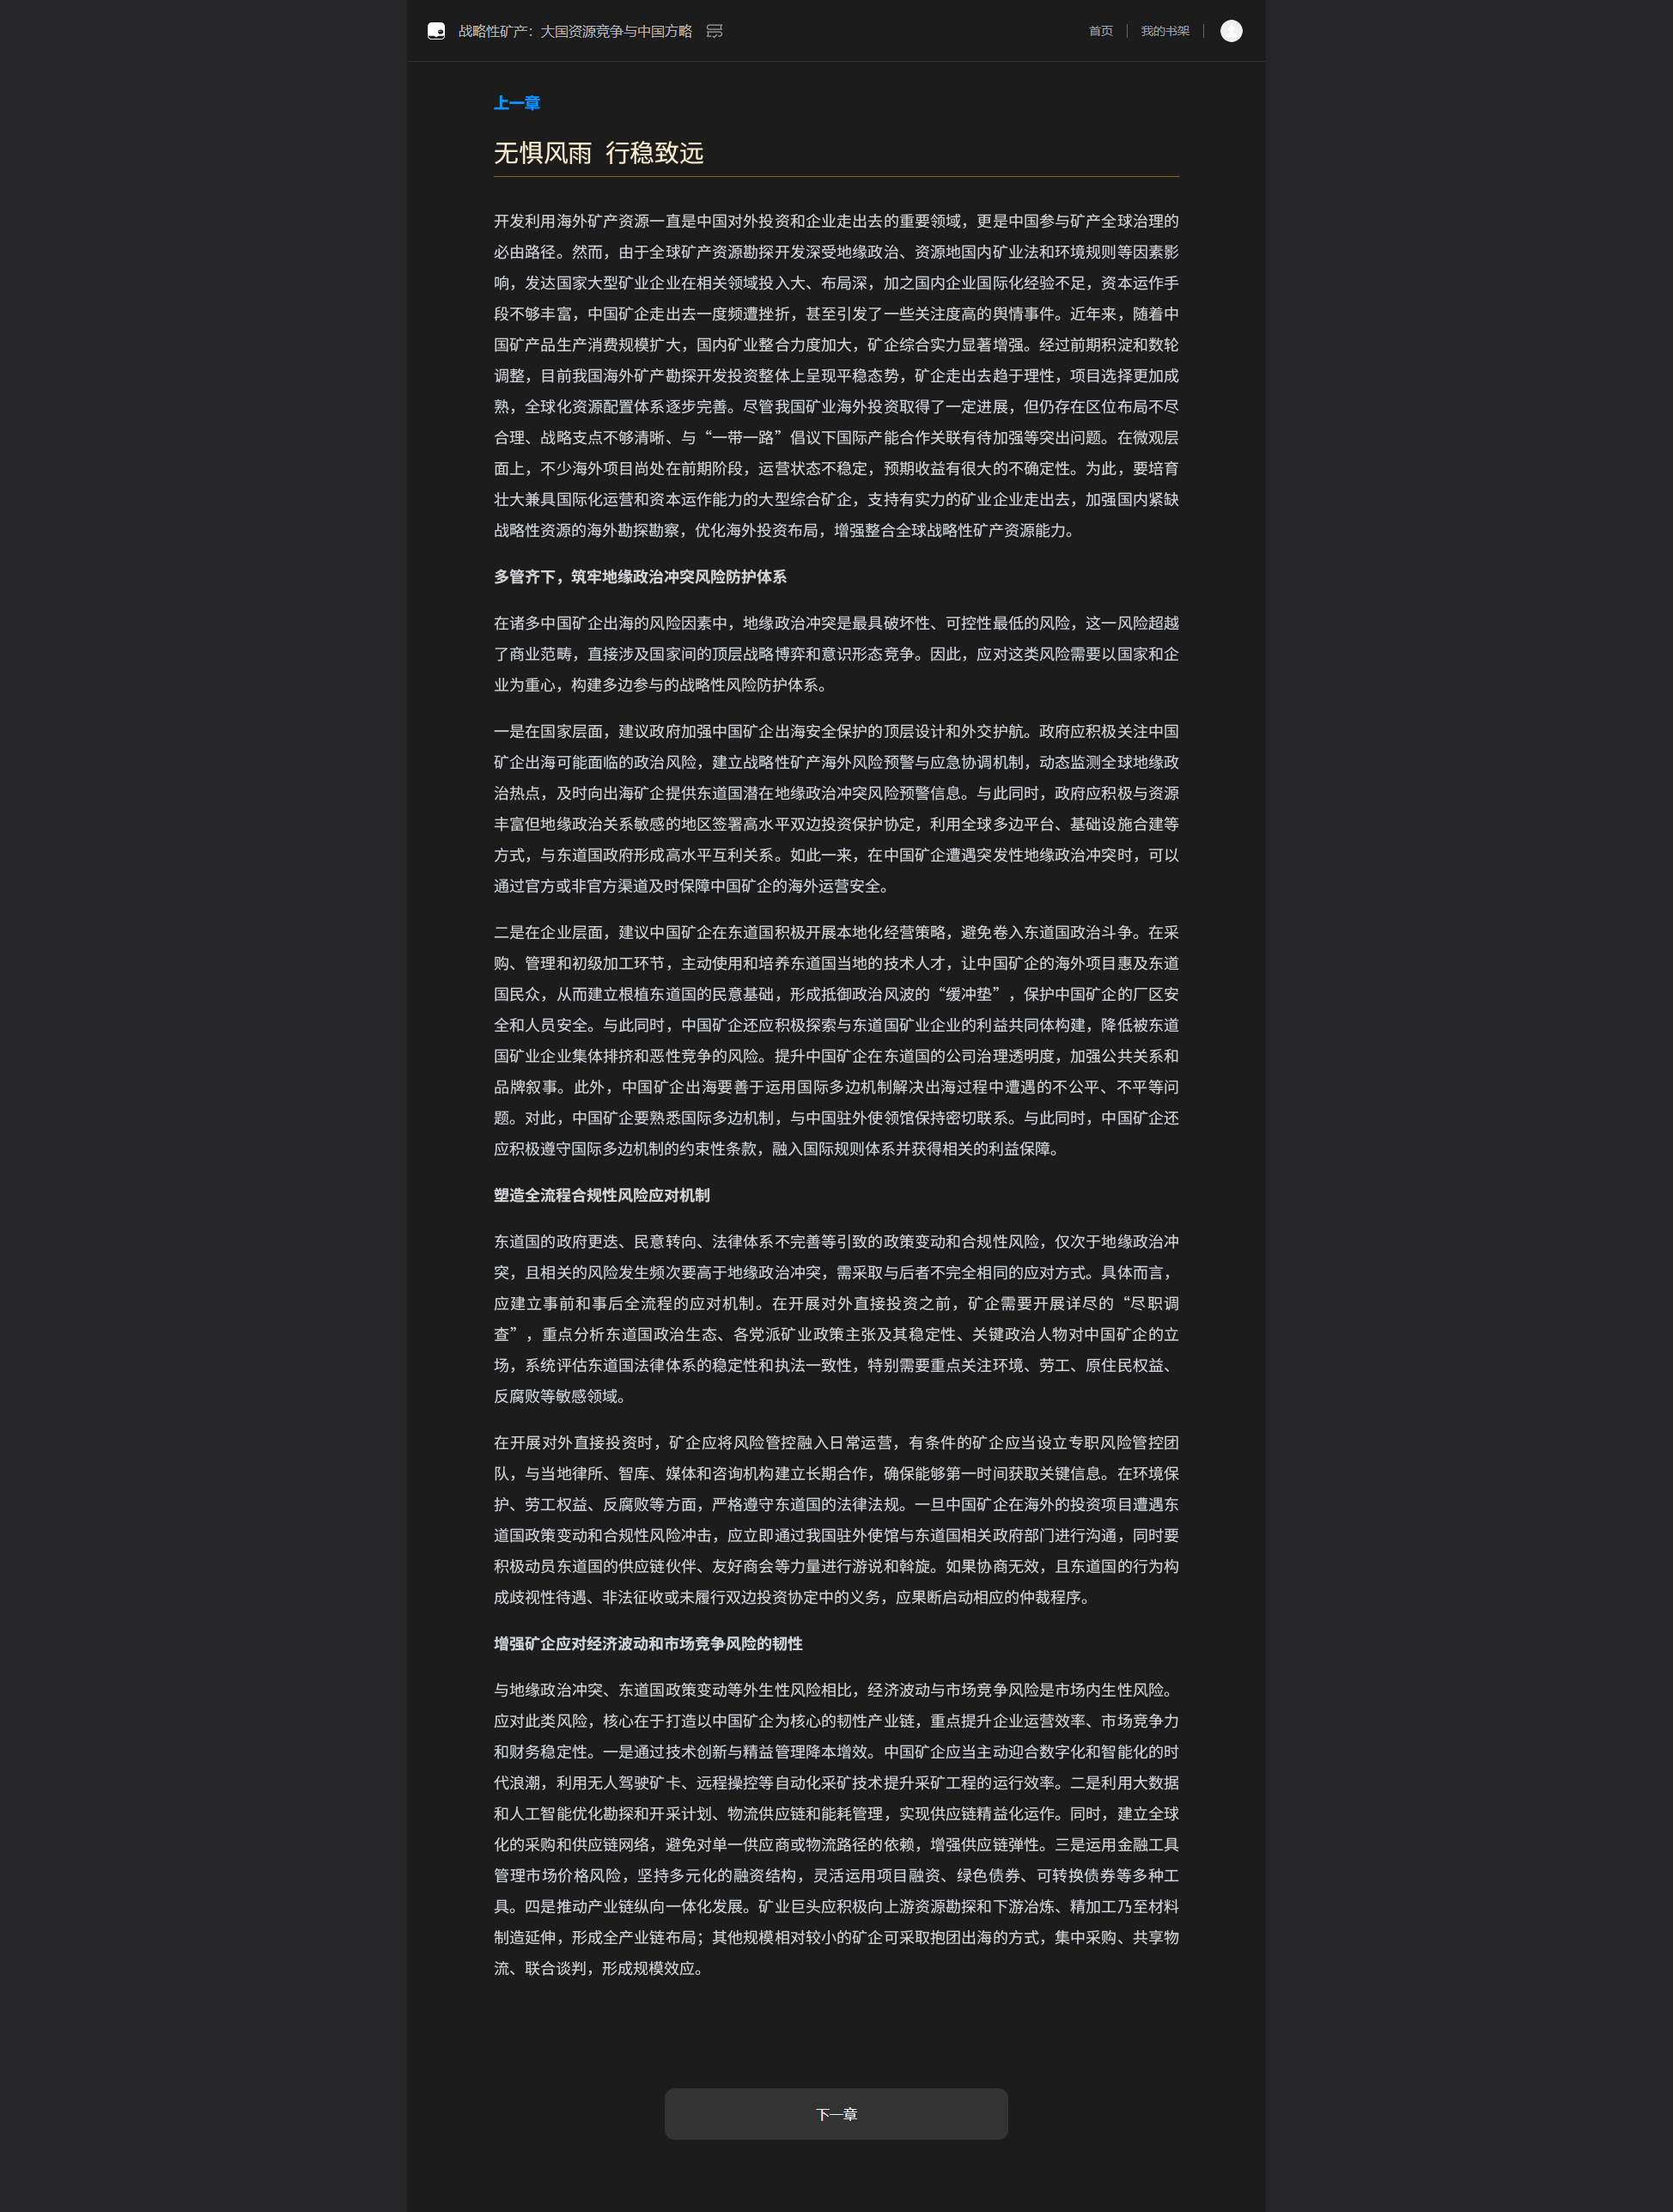 战略性矿产：大国资源竞争与中国方略
首页
我的书架
上一章
无惧风雨 行稳致远
开发利用海外矿产资源一直是中国对外投资和企业走出去的重要领域，更是中国参与矿产全球治理的
必由路径。然而，由于全球矿产资源勘探开发深受地缘政治、资源地国内矿业法和环境规则等因素影
响，发达国家大型矿业企业在相关领域投入大、布局深，加之国内企业国际化经验不足，资本运作手
段不够丰富，中国矿企走出去一度频遭挫折，甚至引发了一些关注度高的舆情事件。近年来，随着中
国矿产品生产消费规模扩大，国内矿业整合力度加大，矿企综合实力显著增强。经过前期积淀和数轮
调整，目前我国海外矿产勘探开发投资整体上呈现平稳态势，矿企走出去趋于理性，项目选择更加成
熟，全球化资源配置体系逐步完善。尽管我国矿业海外投资取得了一定进展，但仍存在区位布局不尽
合理、战略支点不够清晰、与“一带一路”倡议下国际产能合作关联有待加强等突出问题。在微观层
面上，不少海外项目尚处在前期阶段，运营状态不稳定，预期收益有很大的不确定性。为此，要培育
壮大兼具国际化运营和资本运作能力的大型综合矿企，支持有实力的矿业企业走出去，加强国内紧缺
战略性资源的海外勘探勘察，优化海外投资布局，增强整合全球战略性矿产资源能力。
多管齐下，筑牢地缘政治冲突风险防护体系
在诸多中国矿企出海的风险因素中，地缘政治冲突是最具破坏性、可控性最低的风险，这一风险超越
了商业范畴，直接涉及国家间的顶层战略博弈和意识形态竞争。因此，应对这类风险需要以国家和企
业为重心，构建多边参与的战略性风险防护体系。
一是在国家层面，建议政府加强中国矿企出海安全保护的顶层设计和外交护航。政府应积极关注中国
矿企出海可能面临的政治风险，建立战略性矿产海外风险预警与应急协调机制，动态监测全球地缘政
治热点，及时向出海矿企提供东道国潜在地缘政治冲突风险预警信息。与此同时，政府应积极与资源
丰富但地缘政治关系敏感的地区签署高水平双边投资保护协定，利用全球多边平台、基础设施合建等
方式，与东道国政府形成高水平互利关系。如此一来，在中国矿企遭遇突发性地缘政治冲突时，可以
通过官方或非官方渠道及时保障中国矿企的海外运营安全。
二是在企业层面，建议中国矿企在东道国积极开展本地化经营策略，避免卷入东道国政治斗争。在采
购、管理和初级加工环节，主动使用和培养东道国当地的技术人才，让中国矿企的海外项目惠及东道
国民众，从而建立根植东道国的民意基础，形成抵御政治风波的“缓冲垫”，保护中国矿企的厂区安
全和人员安全。与此同时，中国矿企还应积极探索与东道国矿业企业的利益共同体构建，降低被东道
国矿业企业集体排挤和恶性竞争的风险。提升中国矿企在东道国的公司治理透明度，加强公共关系和
品牌叙事。此外，中国矿企出海要善于运用国际多边机制解决出海过程中遭遇的不公平、不平等问
题。对此，中国矿企要熟悉国际多边机制，与中国驻外使领馆保持密切联系。与此同时，中国矿企还
应积极遵守国际多边机制的约束性条款，融入国际规则体系并获得相关的利益保障。
塑造全流程合规性风险应对机制
东道国的政府更迭、民意转向、法律体系不完善等引致的政策变动和合规性风险，仅次于地缘政治冲
突，且相关的风险发生频次要高于地缘政治冲突，需采取与后者不完全相同的应对方式。具体而言，
应建立事前和事后全流程的应对机制。在开展对外直接投资之前，矿企需要开展详尽的“尽职调
查”，重点分析东道国政治生态、各党派矿业政策主张及其稳定性、关键政治人物对中国矿企的立
场，系统评估东道国法律体系的稳定性和执法一致性，特别需要重点关注环境、劳工、原住民权益、
反腐败等敏感领域。
在开展对外直接投资时，矿企应将风险管控融入日常运营，有条件的矿企应当设立专职风险管控团
队，与当地律所、智库、媒体和咨询机构建立长期合作，确保能够第一时间获取关键信息。在环境保
护、劳工权益、反腐败等方面，严格遵守东道国的法律法规。一旦中国矿企在海外的投资项目遭遇东
道国政策变动和合规性风险冲击，应立即通过我国驻外使馆与东道国相关政府部门进行沟通，同时要
积极动员东道国的供应链伙伴、友好商会等力量进行游说和斡旋。如果协商无效，且东道国的行为构
成歧视性待遇、非法征收或未履行双边投资协定中的义务，应果断启动相应的仲裁程序。
增强矿企应对经济波动和市场竞争风险的韧性
与地缘政治冲突、东道国政策变动等外生性风险相比，经济波动与市场竞争风险是市场内生性风险。
应对此类风险，核心在于打造以中国矿企为核心的韧性产业链，重点提升企业运营效率、市场竞争力
和财务稳定性。一是通过技术创新与精益管理降本增效。中国矿企应当主动迎合数字化和智能化的时
代浪潮，利用无人驾驶矿卡、远程操控等自动化采矿技术提升采矿工程的运行效率。二是利用大数据
和人工智能优化勘探和开采计划、物流供应链和能耗管理，实现供应链精益化运作。同时，建立全球
化的采购和供应链网络，避免对单一供应商或物流路径的依赖，增强供应链弹性。三是运用金融工具
管理市场价格风险，坚持多元化的融资结构，灵活运用项目融资、绿色债券、可转换债券等多种工
具。四是推动产业链纵向一体化发展。矿业巨头应积极向上游资源勘探和下游冶炼、精加工乃至材料
制造延伸，形成全产业链布局；其他规模相对较小的矿企可采取抱团出海的方式，集中采购、共享物
流、联合谈判，形成规模效应。
下一章